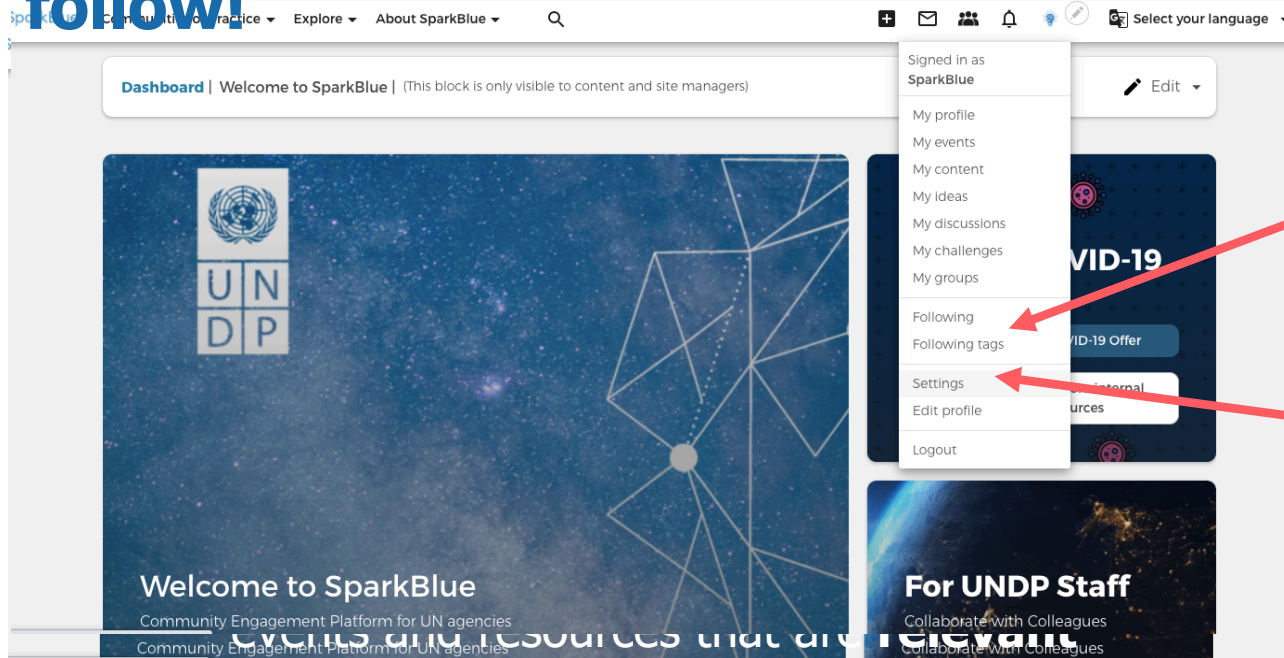 follow!
Explore
About SparkBlue
Select your language
Dashboard | Welcome to SparkBlue | (This block is only visible to content and site managers)
Edit
Signed in as
SparkBlue
My profile
My events
My content
My ideas
My discussions
My challenges
My groups
Following
Following tags
Settings
Edit profile
Logout
UN
DP
VID-19
VID-19 Offer
internal
urces
Welcome to SparkBlue
Community Engagement Platform for UN agencies
Community Engagement Platform for UN agencies
For UNDP Staff
Collaborate with Colleagues
Collaborate with Colleagues
events and resources that are relevant